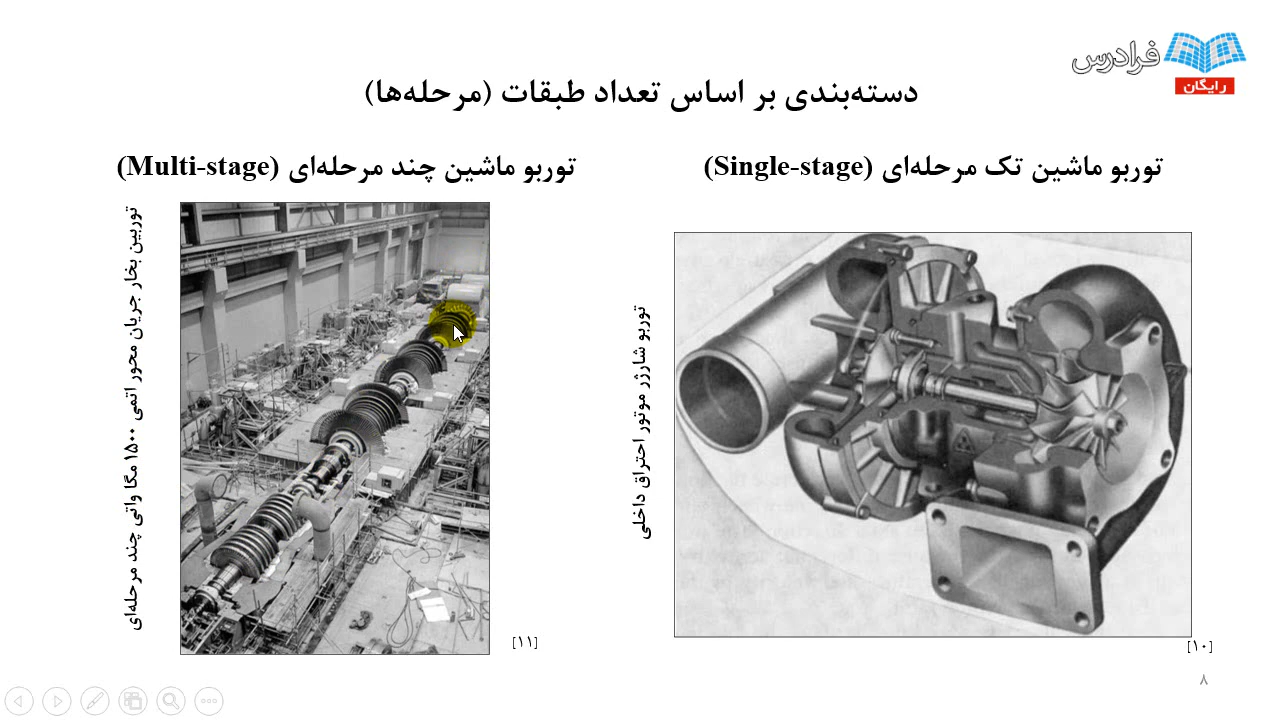 فرادرس
رایگان
دسته‌بندی بر اساس تعداد طبقات (مرحله‌ها)
توربو ماشین تک مرحله‌ای (Single-stage)
توربو ماشین چند مرحله‌ای (Multi-stage)
توربو شارژر موتور احتراق داخلی
توربین بخار جریان محور اتمی ۱۵۰۰ مگا واتی چند مرحله‌ای
[۱۰]
[۱۱]
۸